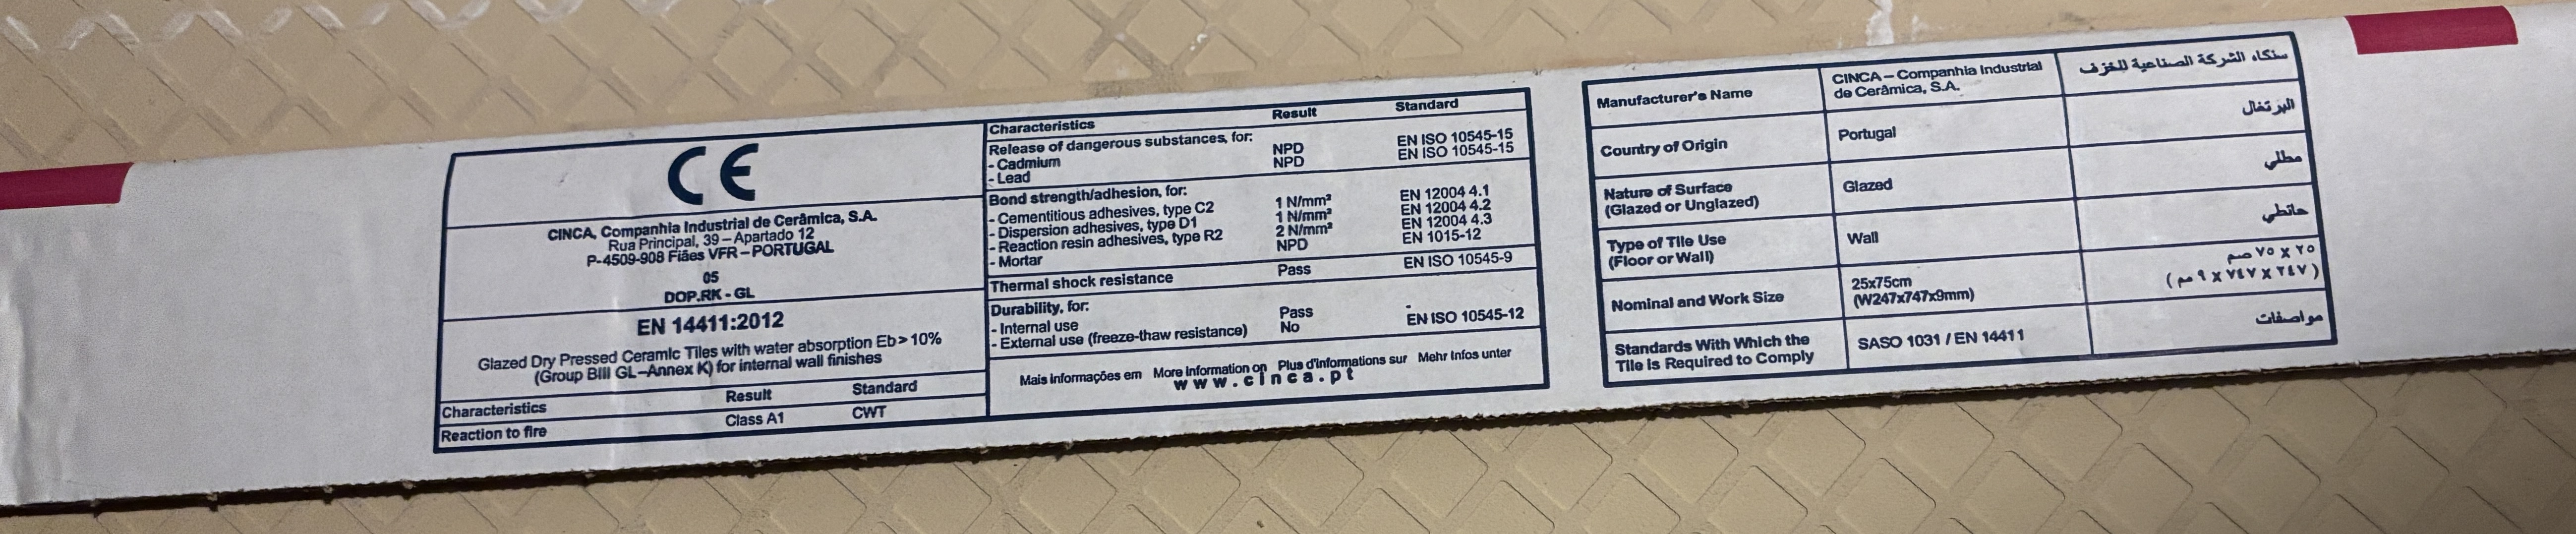 CE
CINCA, Companhia Industrial de Cerâmica, S.A.
Rua Principal, 39 – Apartado 12
P-4509-908 Fiães VFR – PORTUGAL
05
DOP.RK - GL
EN 14411:2012
Glazed Dry Pressed Ceramic Tiles with water absorption Eb> 10%
(Group BIII GL–Annex K) for internal wall finishes
Characteristics Result Standard
Reaction to fire Class A1 CWT
Characteristics Result Standard
Release of dangerous substances, for:
- Cadmium NPD EN ISO 10545-15
- Lead NPD EN ISO 10545-15
Bond strength/adhesion, for:
- Cementitious adhesives, type C2 1 N/mm² EN 12004 4.1
- Dispersion adhesives, type D1 1 N/mm² EN 12004 4.2
- Reaction resin adhesives, type R2 2 N/mm² EN 12004 4.3
- Mortar NPD EN 1015-12
Thermal shock resistance Pass EN ISO 10545-9
Durability, for:
- Internal use Pass -
- External use (freeze-thaw resistance) No EN ISO 10545-12
Mais Informações em More Information on Plus d'informations sur Mehr Infos unter
www.cinca.pt
Manufacturer's Name CINCA – Companhia Industrial سنكاء الشركة الصناعية للخزف
de Cerâmica, S.A.
Country of Origin Portugal البرتغال
Nature of Surface Glazed مطلي
(Glazed or Unglazed)
Type of Tile Use Wall حائطي
(Floor or Wall)
Nominal and Work Size 25x75cm ٢٥ x ٧٥ صم
(W247x747x9mm) (٢٤٧ x ٧٤٧ x ٩ مم)
Standards With Which the SASO 1031 / EN 14411 مواصفات
Tile is Required to Comply